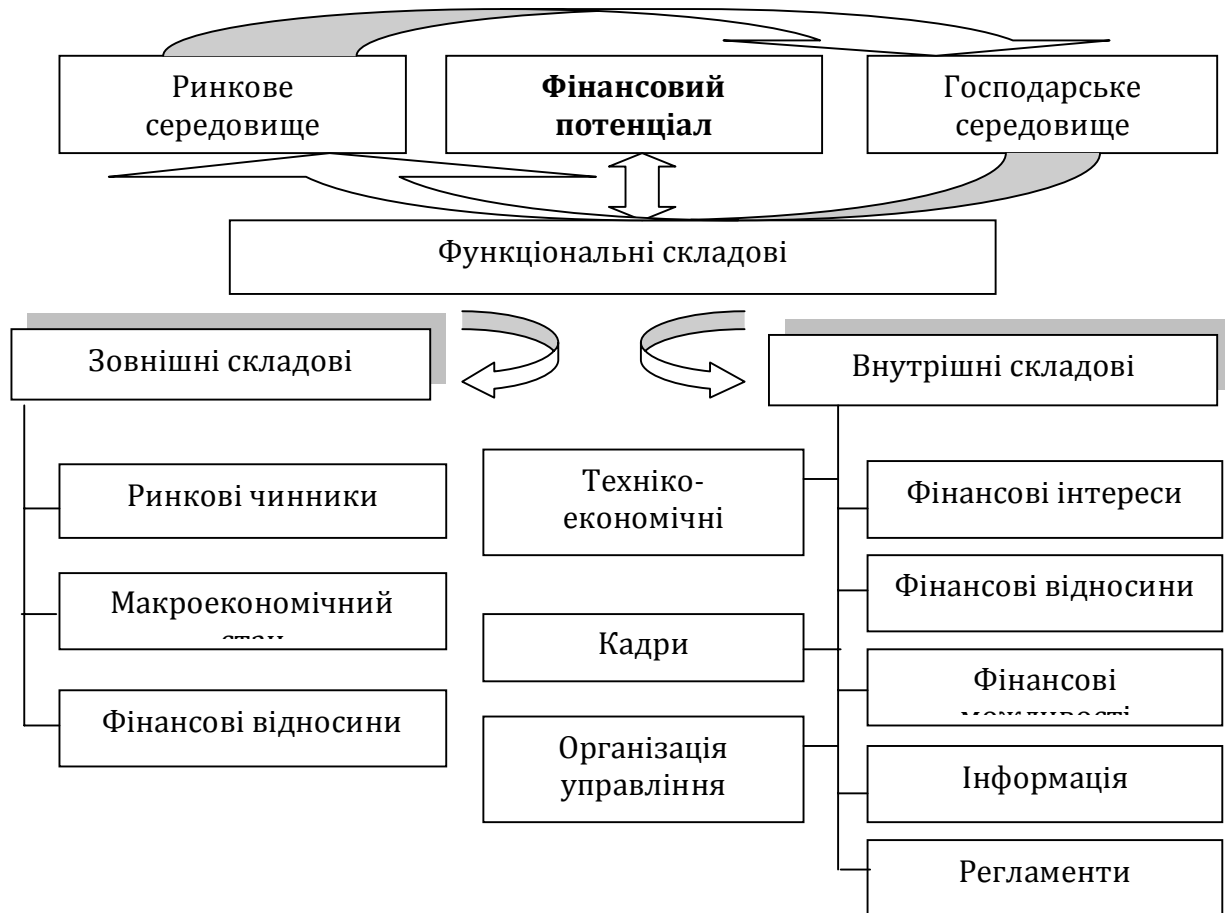 Ринкове
середовище
Фінансовий
потенціал
Господарське
середовище
Функціональні складові
Зовнішні складові
Внутрішні складові
Ринкові чинники
Макроекономічний
Фінансові відносини
Техніко-
економічні
Кадри
Організація
управління
Фінансові інтереси
Фінансові відносини
Фінансові
Інформація
Регламенти